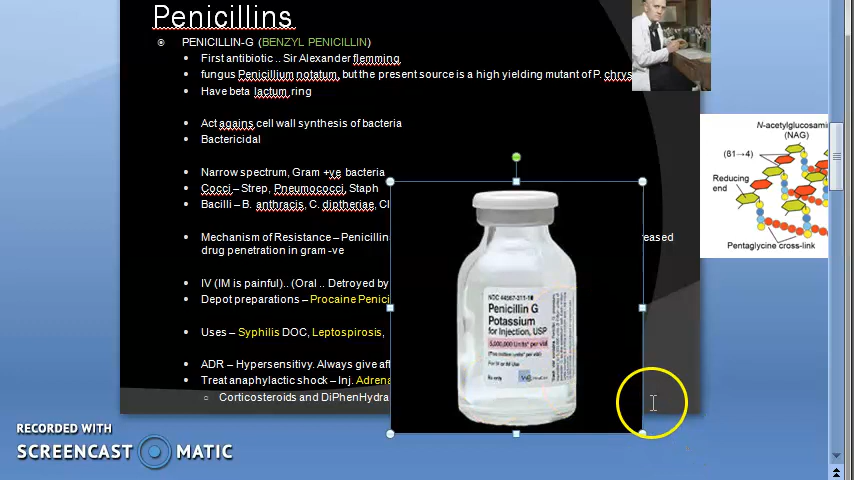 Penicillins
PENICILLIN-G (BENZYL PENICILLIN)
First antibiotic .. Sir Alexander flemming.
fungus Penicillium notatum, but the present source is a high yielding mutant of P. chrys
Have beta lactum ring
Act agains cell wall synthesis of bacteria
Bactericidal
Narrow spectrum, Gram +ve bacteria
Cocci – Strep, Pneumococci, Staph
Bacilli – B. anthracis, C. diptheriae, Cl
Mechanism of Resistance – Penicillin
reased
drug penetration in gram -ve
IV (IM is painful).. (Oral .. Detroyed by
Depot preparations – Procaine Penici
Uses – Syphilis DOC, Leptospirosis,
ADR – Hypersensitivy. Always give aft
Treat anaphylactic shock – Inj. Adrena
Corticosteroids and DiPhenHydra
N-acetylglucosami
(NAG)
(ß1→4)
Reducing
end
Pentaglycine cross-link
Penicillin G
Potassium
for Injection, USP
5,000,000 Units* per vial
Rx only
RECORDED WITH
SCREENCAST MATIC